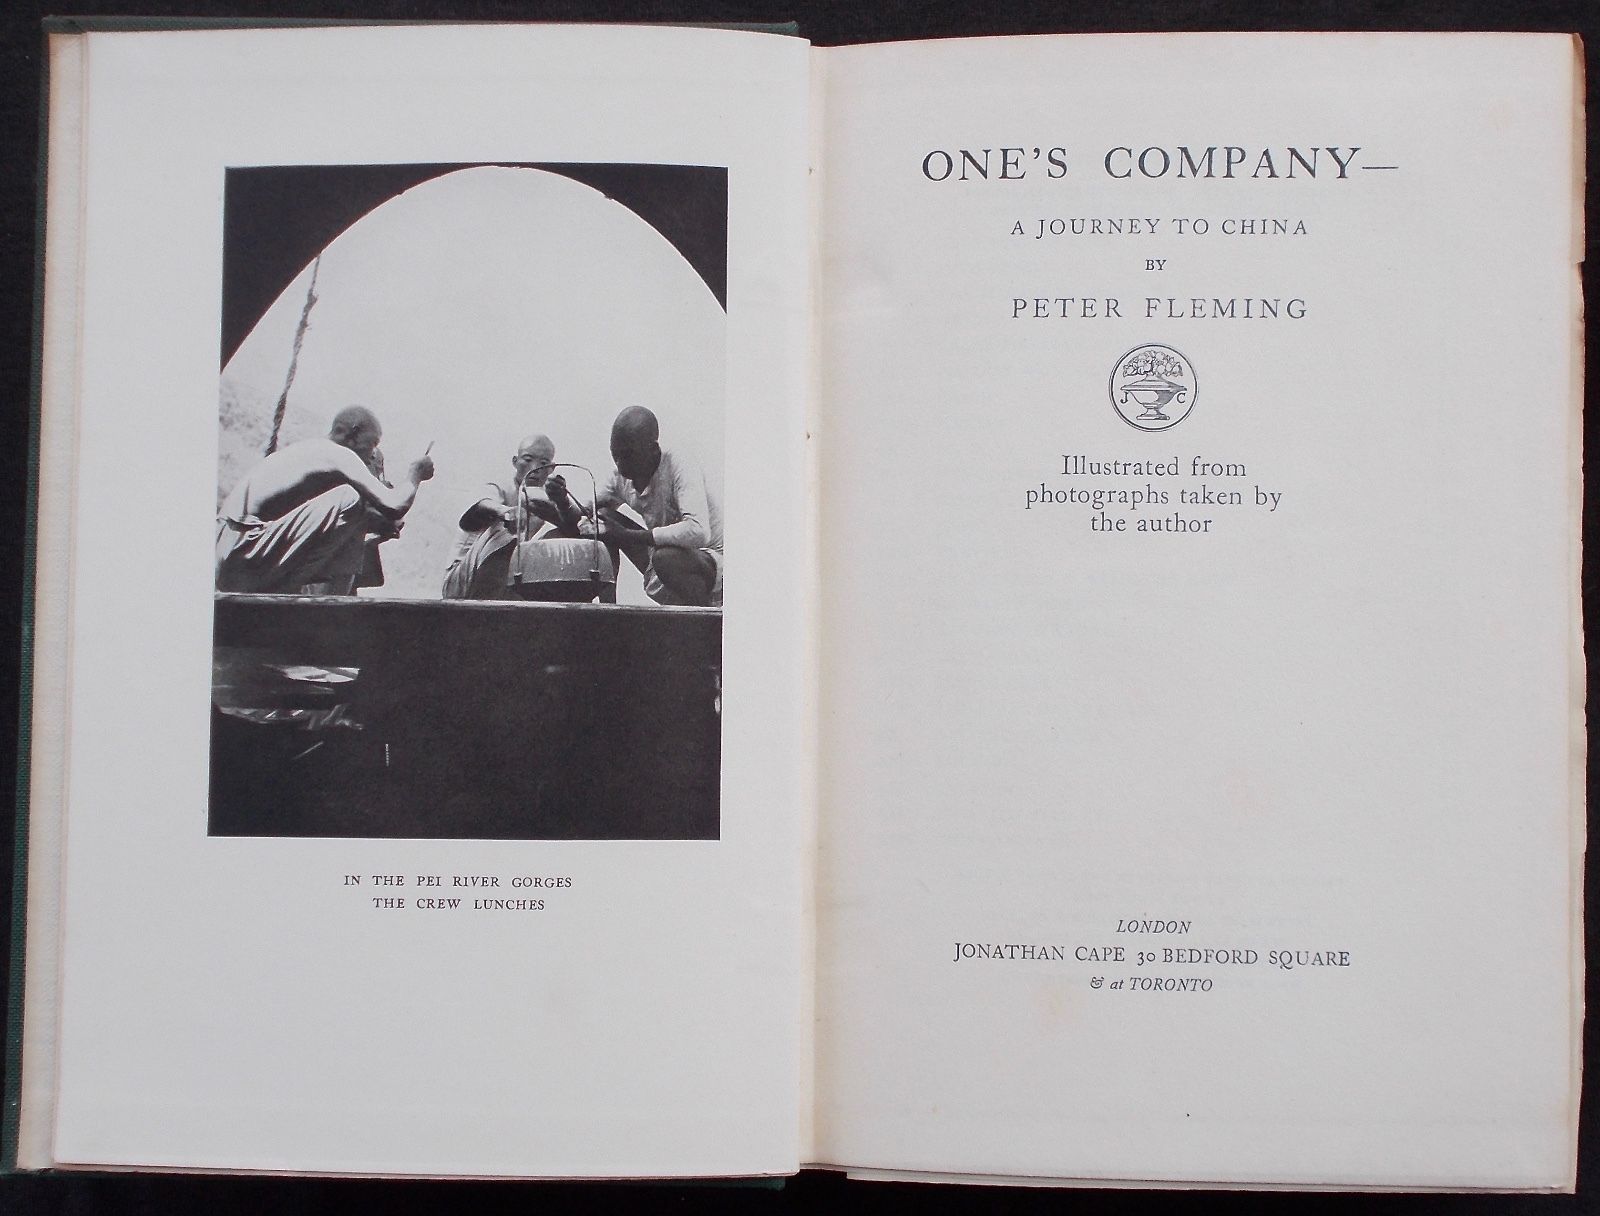 IN THE PEI RIVER GORGES
THE CREW LUNCHES
ONE'S COMPANY—
A JOURNEY TO CHINA
BY
PETER FLEMING
J C
Illustrated from
photographs taken by
the author
LONDON
JONATHAN CAPE 30 BEDFORD SQUARE
& at TORONTO